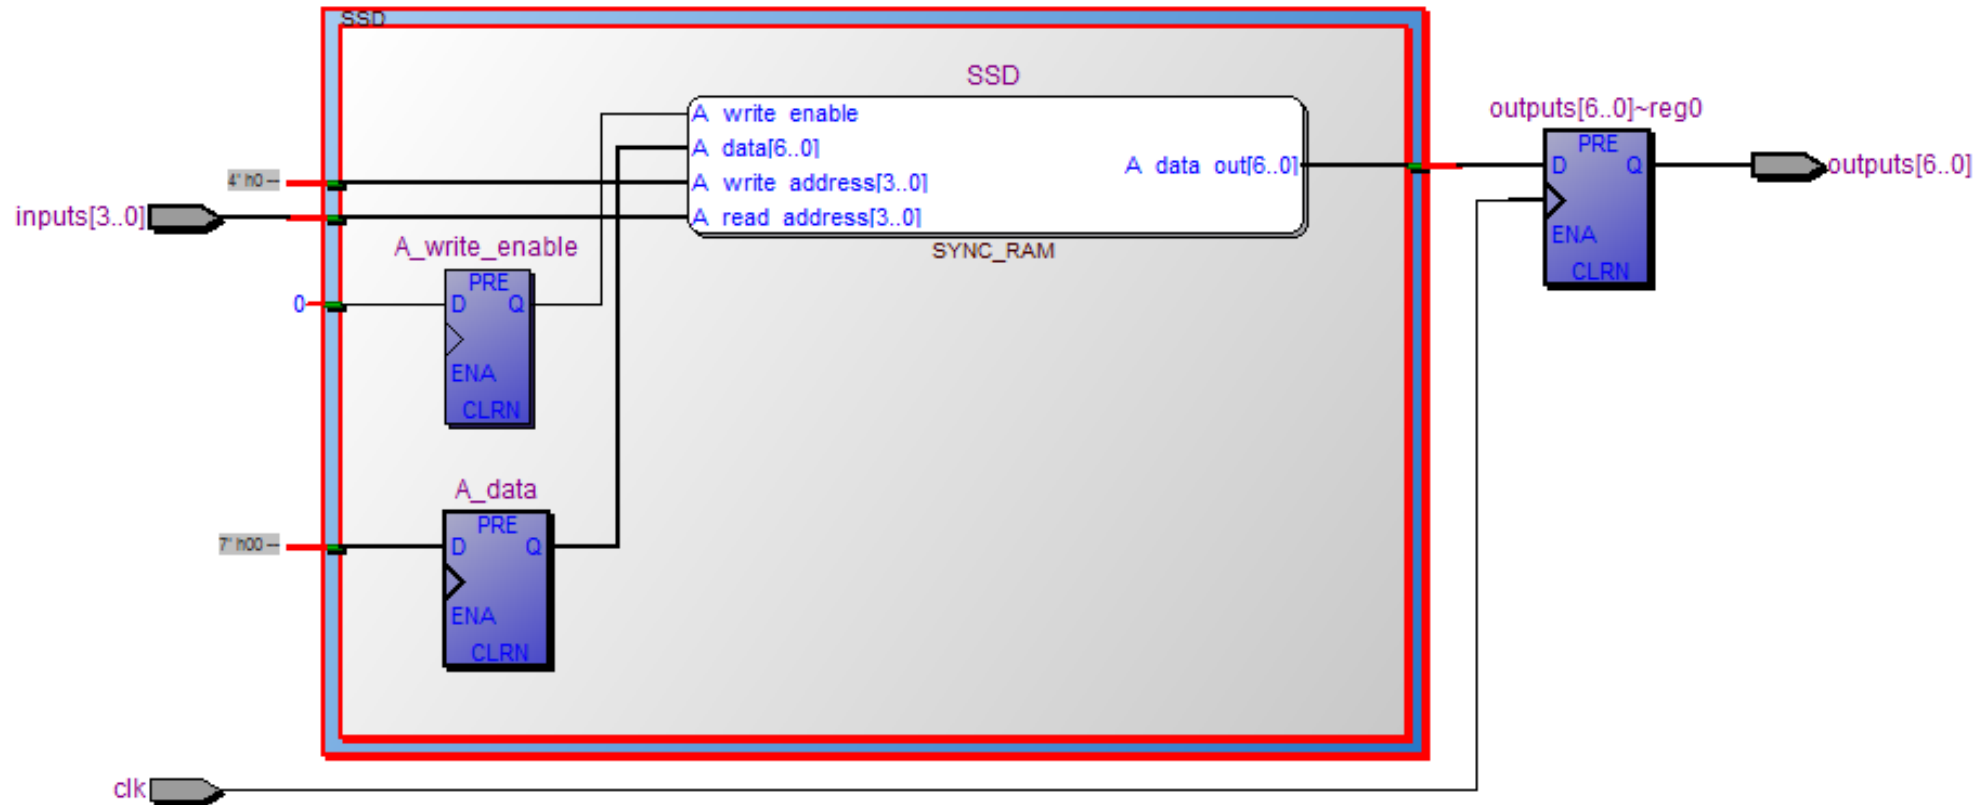 SSD
SSD
A write enable
A data[6..0]
A write address[3..0]
A read address[3..0]
A data out[6..0]
SYNC_RAM
4' h0 --
inputs[3..0]
A_write_enable
PRE
D Q
ENA
CLRN
0
A_data
PRE
D Q
ENA
CLRN
7' h00 --
outputs[6..0]~reg0
PRE
D Q
ENA
CLRN
outputs[6..0]
clk